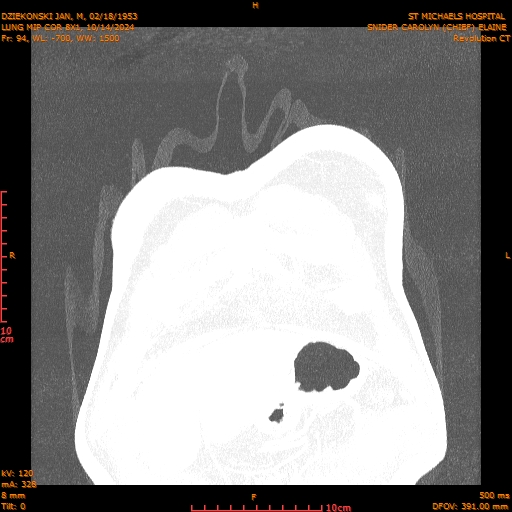 H
DZIEKONSKI JAN, M, 02/18/1953
ST MICHAELS HOSPITAL
LUNG MIP COR 8X1, 10/14/2024
SNIDER CAROLYN (CHIEF) ELAINE
Fr: 94, WL: -700, WW: 1500
Revolution CT
R
L
10
cm
kV: 120
mA: 328
8 mm
F
500 ms
Tilt: 0
10cm
DFOV: 391.00 mm